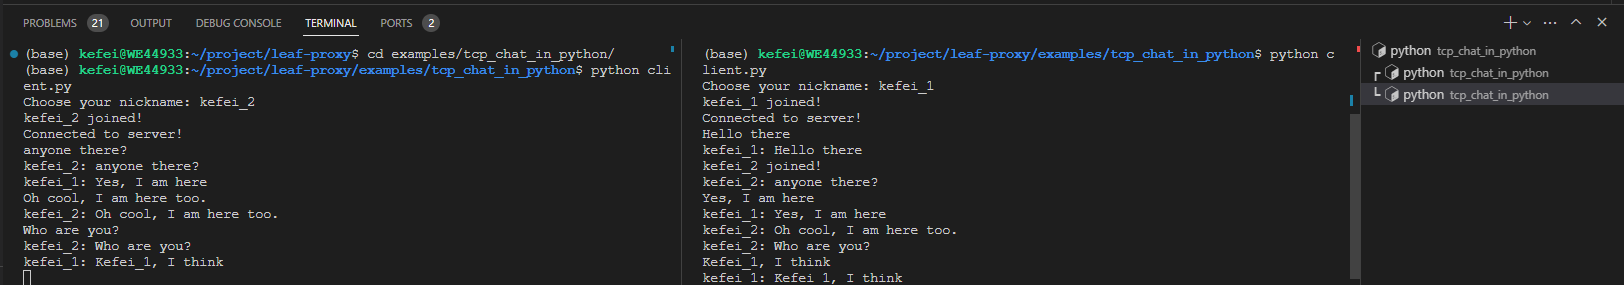 PROBLEMS 21 OUTPUT DEBUG CONSOLE TERMINAL PORTS 2
(base) kefei@WE44933:~/project/leaf-proxy$ cd examples/tcp_chat_in_python/
(base) kefei@WE44933:~/project/leaf-proxy/examples/tcp_chat_in_python$ python cli
ent.py
Choose your nickname: kefei_2
kefei_2 joined!
Connected to server!
anyone there?
kefei_2: anyone there?
kefei_1: Yes, I am here
Oh cool, I am here too.
kefei_2: Oh cool, I am here too.
Who are you?
kefei_2: Who are you?
kefei_1: Kefei_1, I think
(base) kefei@WE44933:~/project/leaf-proxy/examples/tcp_chat_in_python$ python c
lient.py
Choose your nickname: kefei_1
kefei_1 joined!
Connected to server!
Hello there
kefei_1: Hello there
kefei_2 joined!
kefei_2: anyone there?
Yes, I am here
kefei_1: Yes, I am here
kefei_2: Oh cool, I am here too.
kefei_2: Who are you?
Kefei_1, I think
kefei_1: Kefei_1, I think
python tcp_chat_in_python
python tcp_chat_in_python
python tcp_chat_in_python